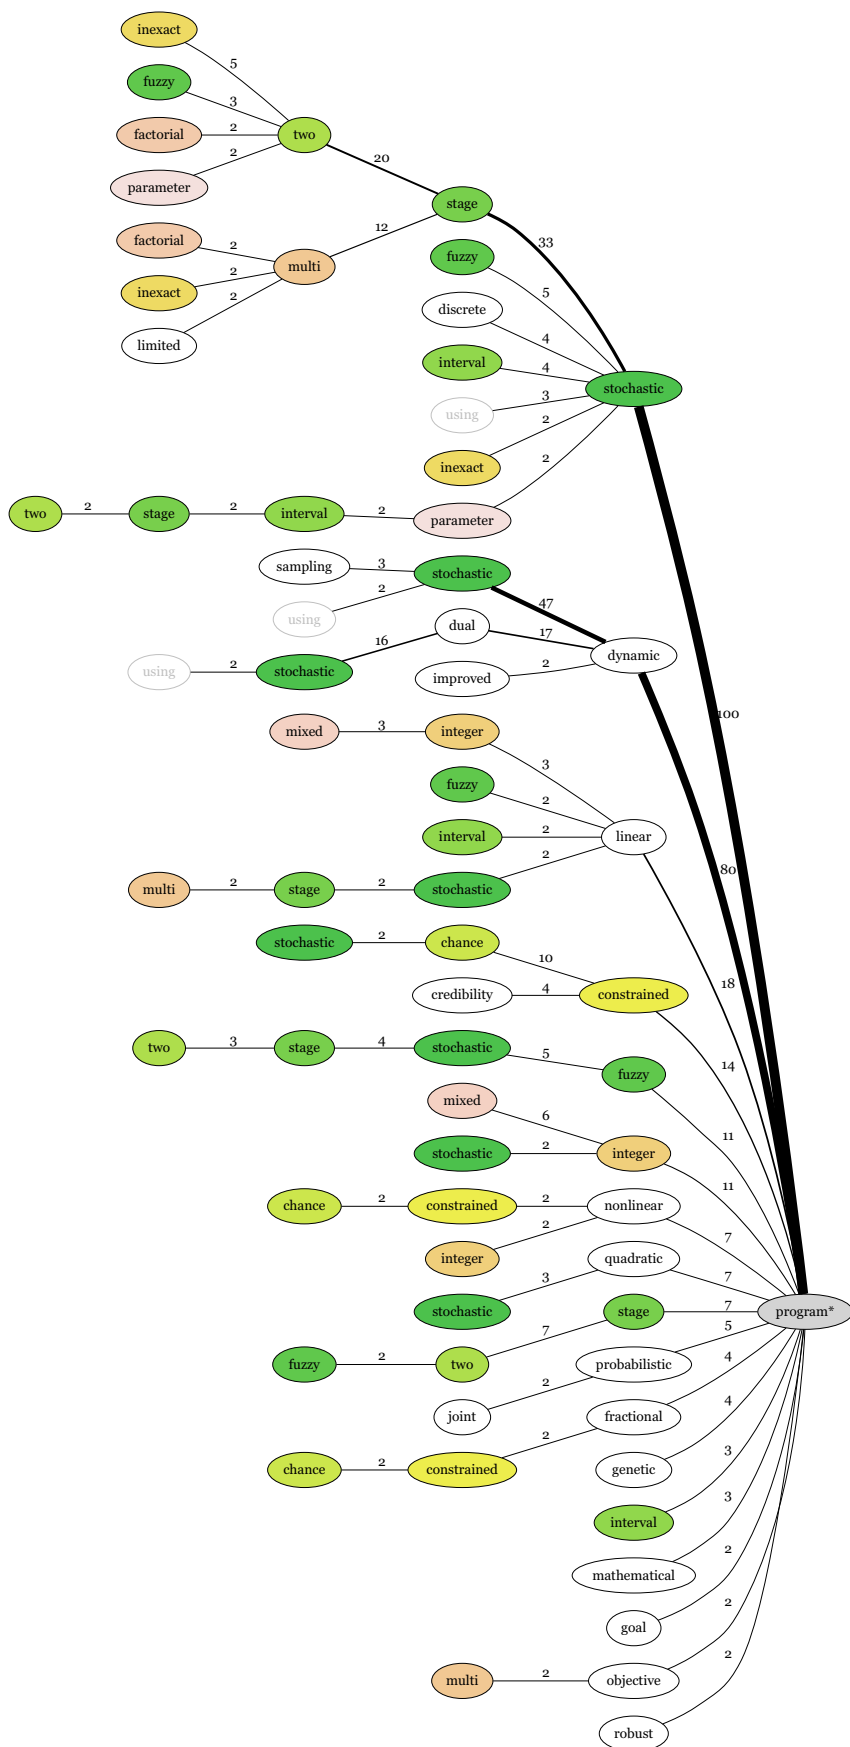 inexact
5
fuzzy
3
factorial
2
two
parameter
2
20
stage
factorial
2
12
33
multi
inexact
2
fuzzy
limited
2
5
discrete
4
interval
4
stochastic
using
3
inexact
2
two
2
stage
2
interval
2
parameter
2
sampling
3
stochastic
using
2
47
dual
16
17
dynamic
using
2
stochastic
improved
2
100
mixed
3
integer
3
fuzzy
2
interval
2
linear
80
multi
2
stage
2
stochastic
2
stochastic
2
chance
10
18
credibility
4
constrained
two
3
stage
4
stochastic
5
fuzzy
14
mixed
6
11
stochastic
2
integer
11
chance
2
constrained
2
nonlinear
7
integer
2
quadratic
7
stochastic
3
stage
7
program*
fuzzy
2
two
7
probabilistic
5
joint
2
fractional
4
chance
2
constrained
2
genetic
4
interval
3
mathematical
3
goal
2
multi
2
objective
2
robust
2